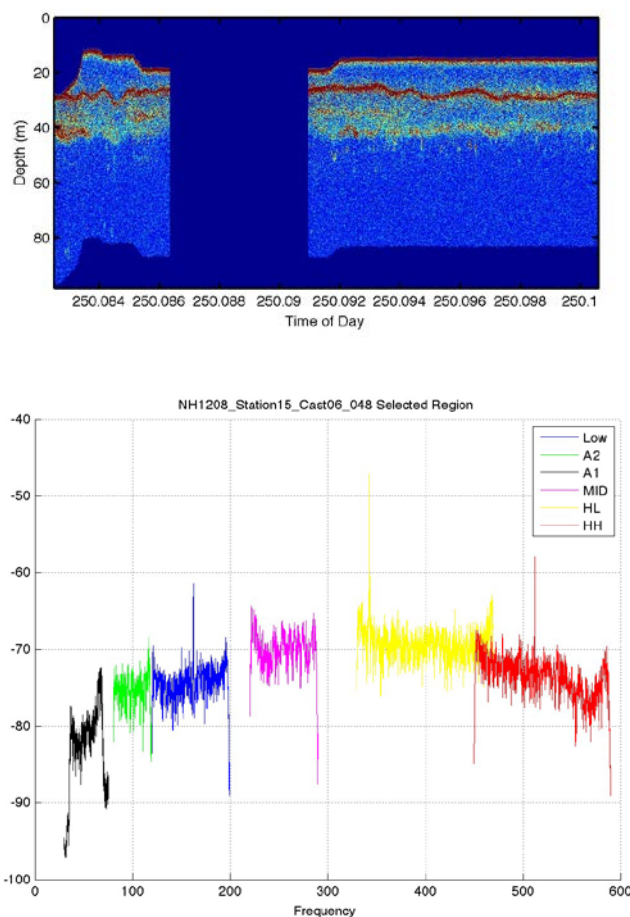 0
20
40
60
80
Depth (m)
250.084 250.086 250.088 250.09 250.092 250.094 250.096 250.098 250.1
Time of Day
NH1208_Station15_Cast06_048 Selected Region
-40
-50
-60
-70
-80
-90
-100
Low
A2
A1
MID
HL
HH
0 100 200 300 400 500 600
Frequency